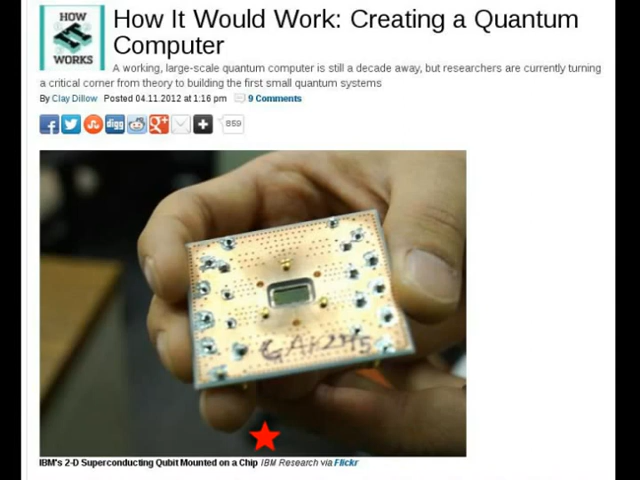 HOW
IT
WORKS
How It Would Work: Creating a Quantum
Computer
A working, large-scale quantum computer is still a decade away, but researchers are currently turning
a critical corner from theory to building the first small quantum systems
By Clay Dillow Posted 04.11.2012 at 1:16 pm 9 Comments
digg
859
IBM's 2-D Superconducting Qubit Mounted on a Chip IBM Research via Flickr